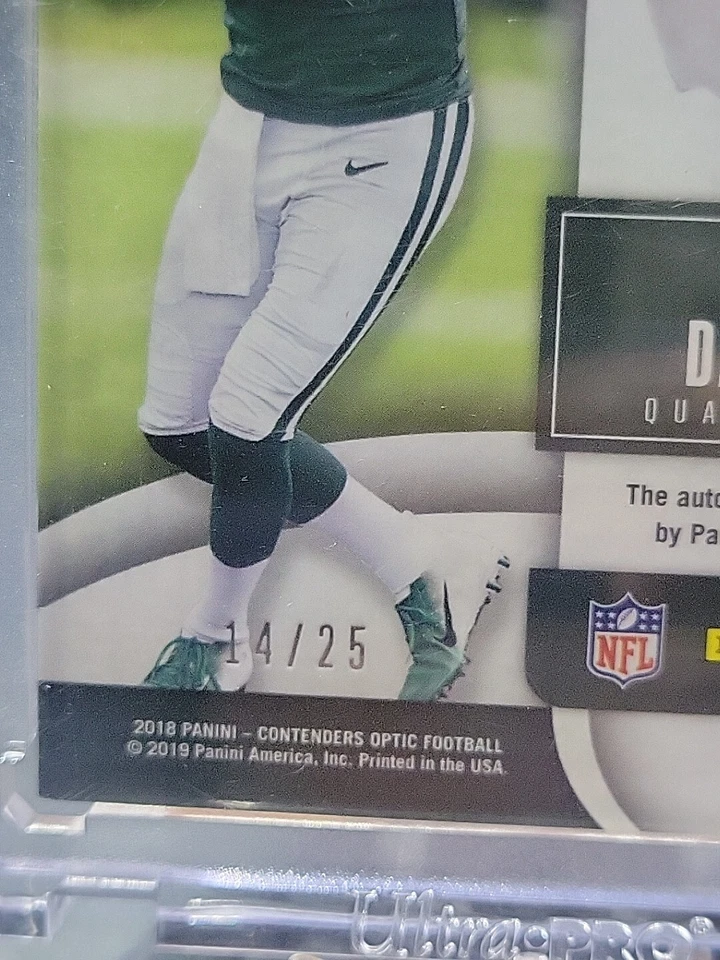 D
QUA
The auto
by Pa
NFL
14/25
2018 PANINI – CONTENDERS OPTIC FOOTBALL
© 2019 Panini America, Inc. Printed in the USA.
Ultra•PRO®